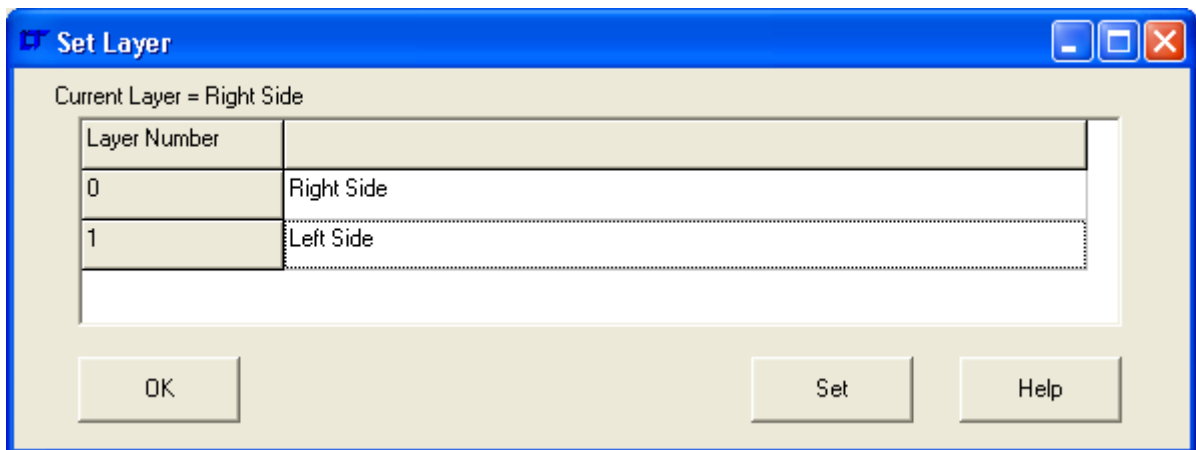 Set Layer
Current Layer = Right Side
Layer Number
0 Right Side
1 Left Side
OK Set Help